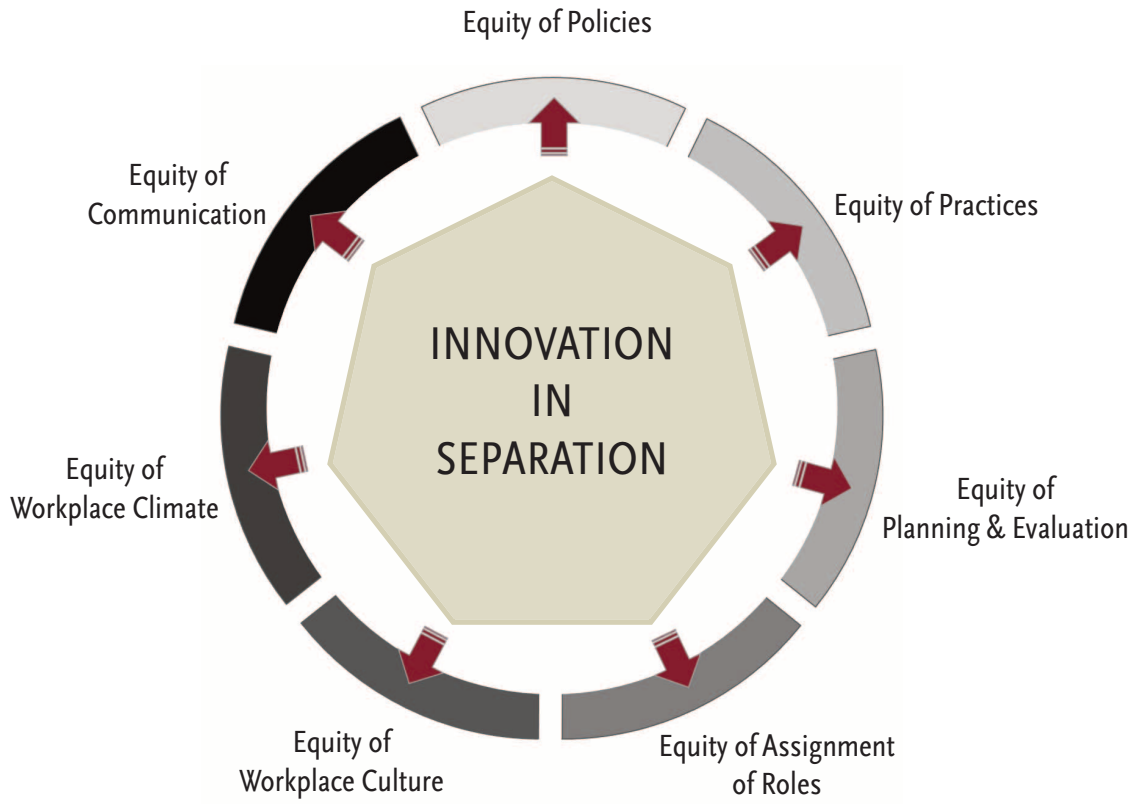 Equity of Policies
Equity of
Communication
Equity of Practices
INNOVATION
IN
SEPARATION
Equity of
Workplace Climate
Equity of
Planning & Evaluation
Equity of
Workplace Culture
Equity of Assignment
of Roles